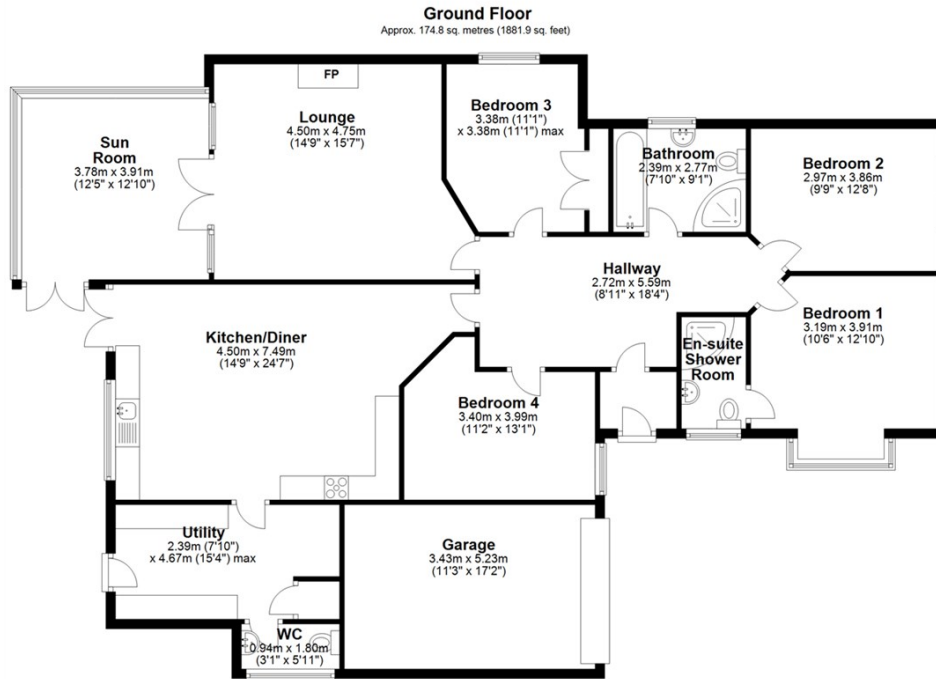 Ground Floor
Approx. 174.8 sq. metres (1881.9 sq. feet)
FP
Lounge
4.50m x 4.75m
(14'9" x 15'7")
Bedroom 3
3.38m (11'1")
x 3.38m (11'1") max
Sun
Room
3.78m x 3.91m
(12'5" x 12'10")
Bathroom
2.39m x 2.77m
(7'10" x 9'1")
Bedroom 2
2.97m x 3.86m
(9'9" x 12'8")
Hallway
2.72m x 5.59m
(8'11" x 18'4")
Bedroom 1
3.19m x 3.91m
(10'6" x 12'10")
Kitchen/Diner
4.50m x 7.49m
(14'9" x 24'7")
En-suite
Shower
Room
Bedroom 4
3.40m x 3.99m
(11'2" x 13'1")
Utility
2.39m (7'10")
x 4.67m (15'4") max
Garage
3.43m x 5.23m
(11'3" x 17'2")
WC
0.94m x 1.80m
(3'1" x 5'11")